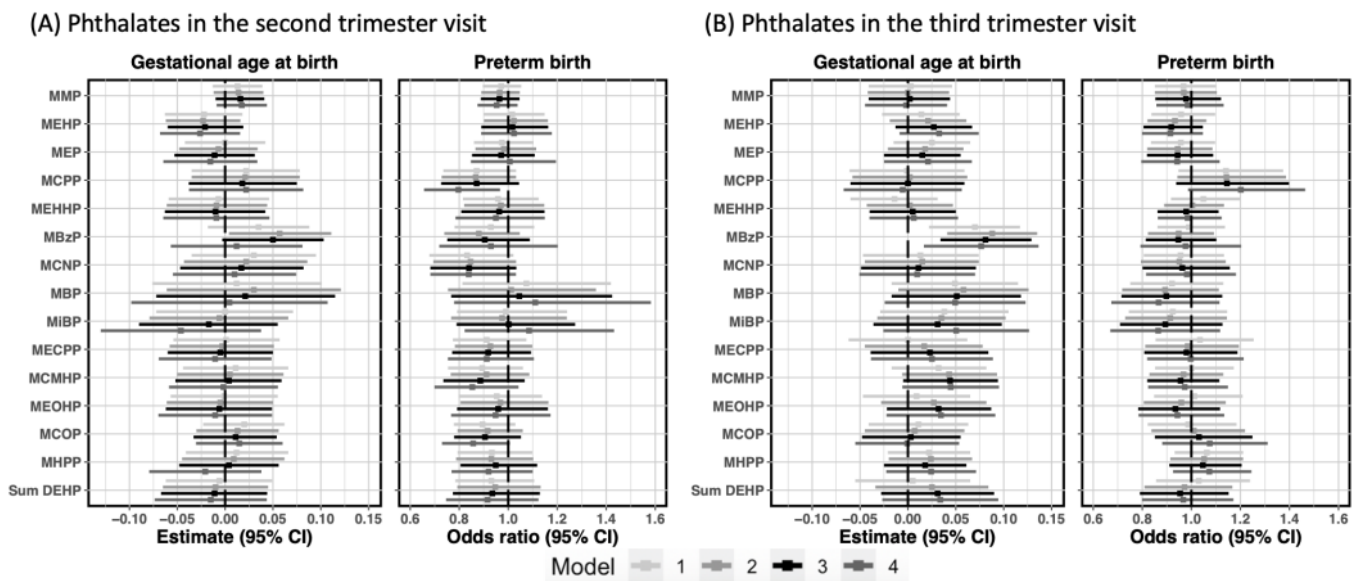 (A) Phthalates in the second trimester visit
(B) Phthalates in the third trimester visit
Gestational age at birth
Preterm birth
Gestational age at birth
Preterm birth
MMP
MEHP
MEP
MCPP
MEHHP
MBzP
MCNP
MBP
MiBP
MECPP
MCMHP
MEOHP
MCOP
MHPP
Sum DEHP
MMP
MEHP
MEP
MCPP
MEHHP
MBzP
MCNP
MBP
MiBP
MECPP
MCMHP
MEOHP
MCOP
MHPP
Sum DEHP
−0.10 −0.05 0.00 0.05 0.10 0.15
0.6 0.8 1.0 1.2 1.4 1.6
−0.10 −0.05 0.00 0.05 0.10 0.15
0.6 0.8 1.0 1.2 1.4 1.6
Estimate (95% CI)
Odds ratio (95% CI)
Estimate (95% CI)
Odds ratio (95% CI)
Model 1 2 3 4